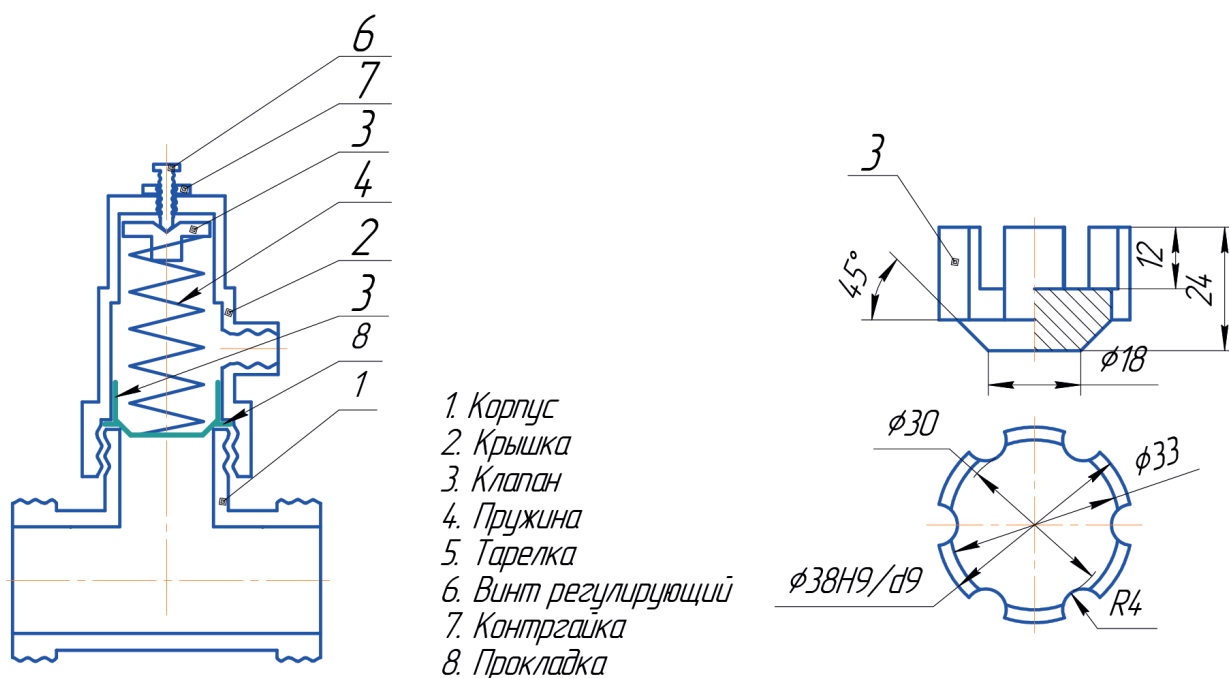 6
7
3
4
2
3
8
1
1. Корпус
2. Крышка
3. Клапан
4. Пружина
5. Тарелка
6. Винт регулирующий
7. Контргайка
8. Прокладка
3
45°
12
24
ϕ18
ϕ30
ϕ33
ϕ38H9/d9
R4